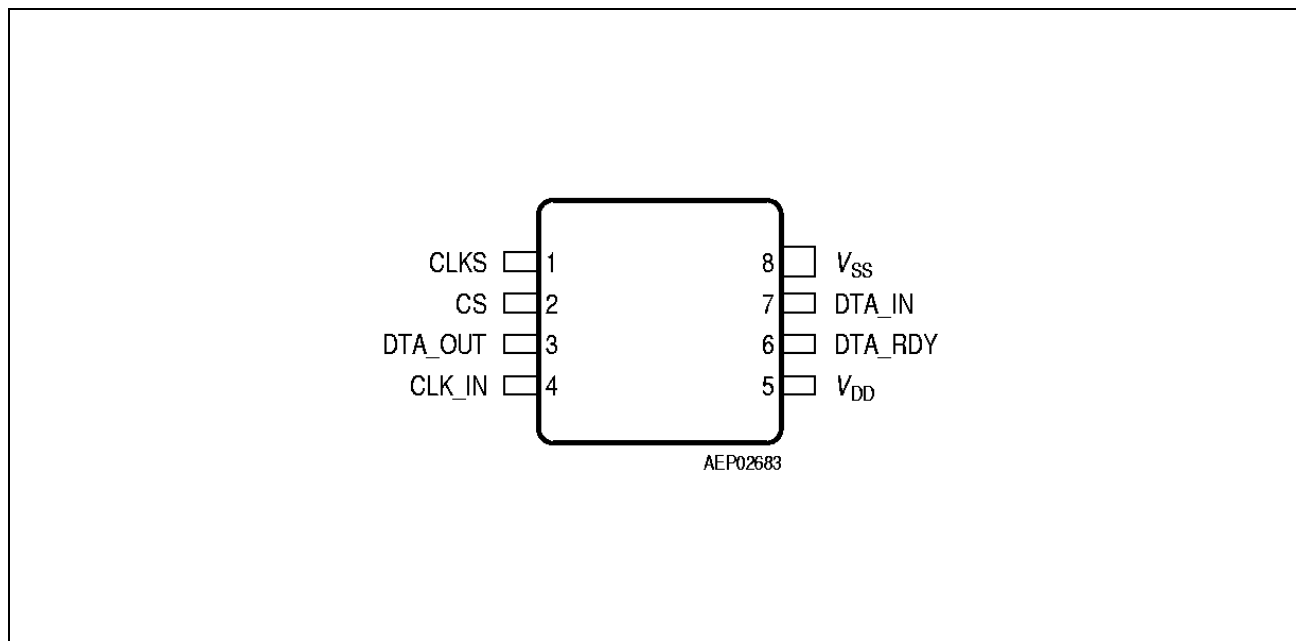 CLKS 1 8 VSS
CS 2 7 DTA_IN
DTA_OUT 3 6 DTA_RDY
CLK_IN 4 5 VDD
AEP02683